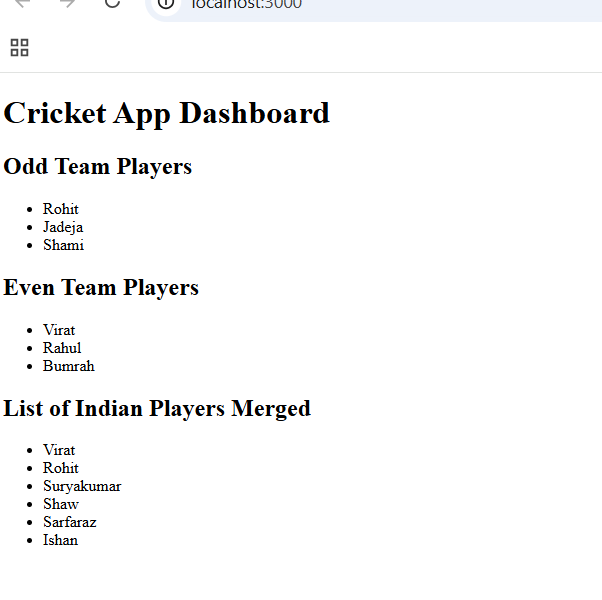 localhost:3000
Cricket App Dashboard
Odd Team Players
Rohit
Jadeja
Shami
Even Team Players
Virat
Rahul
Bumrah
List of Indian Players Merged
Virat
Rohit
Suryakumar
Shaw
Sarfaraz
Ishan